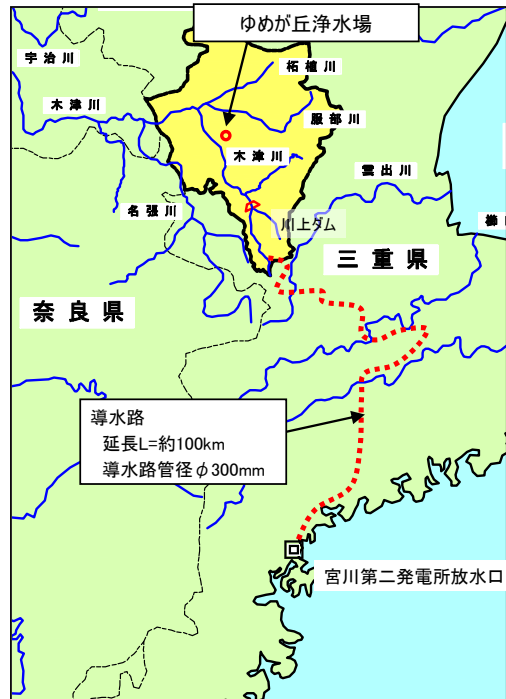 ゆめが丘浄水場
宇治川
柘植川
木津川
服部川
木津川
雲出川
名張川
川上ダム
三重県
奈良県
導水路
延長L=約100km
導水路管径φ300mm
宮川第二発電所放水口